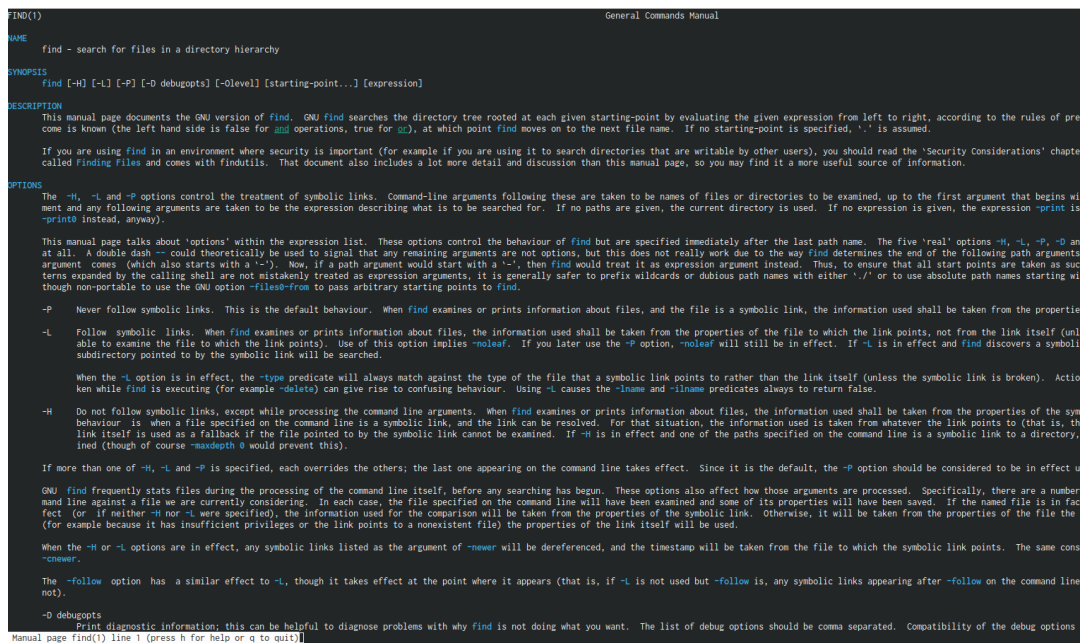 FIND(1) General Commands Manual
NAME
find - search for files in a directory hierarchy
SYNOPSIS
find [-H] [-L] [-P] [-D debugopts] [-Olevel] [starting-point...] [expression]
DESCRIPTION
This manual page documents the GNU version of find. GNU find searches the directory tree rooted at each given starting-point by evaluating the given expression from left to right, according to the rules of pre
come is known (the left hand side is false for and operations, true for or), at which point find moves on to the next file name. If no starting-point is specified, `.' is assumed.
If you are using find in an environment where security is important (for example if you are using it to search directories that are writable by other users), you should read the `Security Considerations' chapte
called Finding Files and comes with findutils. That document also includes a lot more detail and discussion than this manual page, so you may find it a more useful source of information.
OPTIONS
The -H, -L and -P options control the treatment of symbolic links. Command-line arguments following these are taken to be names of files or directories to be examined, up to the first argument that begins wi
ment and any following arguments are taken to be the expression describing what is to be searched for. If no paths are given, the current directory is used. If no expression is given, the expression -print is
-print0 instead, anyway).
This manual page talks about `options' within the expression list. These options control the behaviour of find but are specified immediately after the last path name. The five `real' options -H, -L, -P, -D an
at all. A double dash -- could theoretically be used to signal that any remaining arguments are not options, but this does not really work due to the way find determines the end of the following path arguments
argument comes (which also starts with a `-'). Now, if a path argument would start with a `-', then find would treat it as expression argument instead. Thus, to ensure that all start points are taken as suc
terns expanded by the calling shell are not mistakenly treated as expression arguments, it is generally safer to prefix wildcards or dubious path names with either `./' or to use absolute path names starting wi
though non-portable to use the GNU option -files0-from to pass arbitrary starting points to find.
-P Never follow symbolic links. This is the default behaviour. When find examines or prints information about files, and the file is a symbolic link, the information used shall be taken from the propertie
-L Follow symbolic links. When find examines or prints information about files, the information used shall be taken from the properties of the file to which the link points, not from the link itself (unl
able to examine the file to which the link points). Use of this option implies -noleaf. If you later use the -P option, -noleaf will still be in effect. If -L is in effect and find discovers a symboli
subdirectory pointed to by the symbolic link will be searched.
When the -L option is in effect, the -type predicate will always match against the type of the file that a symbolic link points to rather than the link itself (unless the symbolic link is broken). Actio
ken while find is executing (for example -delete) can give rise to confusing behaviour. Using -L causes the -lname and -ilname predicates always to return false.
-H Do not follow symbolic links, except while processing the command line arguments. When find examines or prints information about files, the information used shall be taken from the properties of the sym
behaviour is when a file specified on the command line is a symbolic link, and the link can be resolved. For that situation, the information used is taken from whatever the link points to (that is, th
link itself is used as a fallback if the file pointed to by the symbolic link cannot be examined. If -H is in effect and one of the paths specified on the command line is a symbolic link to a directory,
ined (though of course -maxdepth 0 would prevent this).
If more than one of -H, -L and -P is specified, each overrides the others; the last one appearing on the command line takes effect. Since it is the default, the -P option should be considered to be in effect u
GNU find frequently stats files during the processing of the command line itself, before any searching has begun. These options also affect how those arguments are processed. Specifically, there are a number
mand line against a file we are currently considering. In each case, the file specified on the command line will have been examined and some of its properties will have been saved. If the named file is in fac
fect (or if neither -H nor -L were specified), the information used for the comparison will be taken from the properties of the symbolic link. Otherwise, it will be taken from the properties of the file the
(for example because it has insufficient privileges or the link points to a nonexistent file) the properties of the link itself will be used.
When the -H or -L options are in effect, any symbolic links listed as the argument of -newer will be dereferenced, and the timestamp will be taken from the file to which the symbolic link points. The same cons
-cnewer.
The -follow option has a similar effect to -L, though it takes effect at the point where it appears (that is, if -L is not used but -follow is, any symbolic links appearing after -follow on the command line
not).
-D debugopts
Print diagnostic information; this can be helpful to diagnose problems with why find is not doing what you want. The list of debug options should be comma separated. Compatibility of the debug options
Manual page find(1) line 1 (press h for help or q to quit)